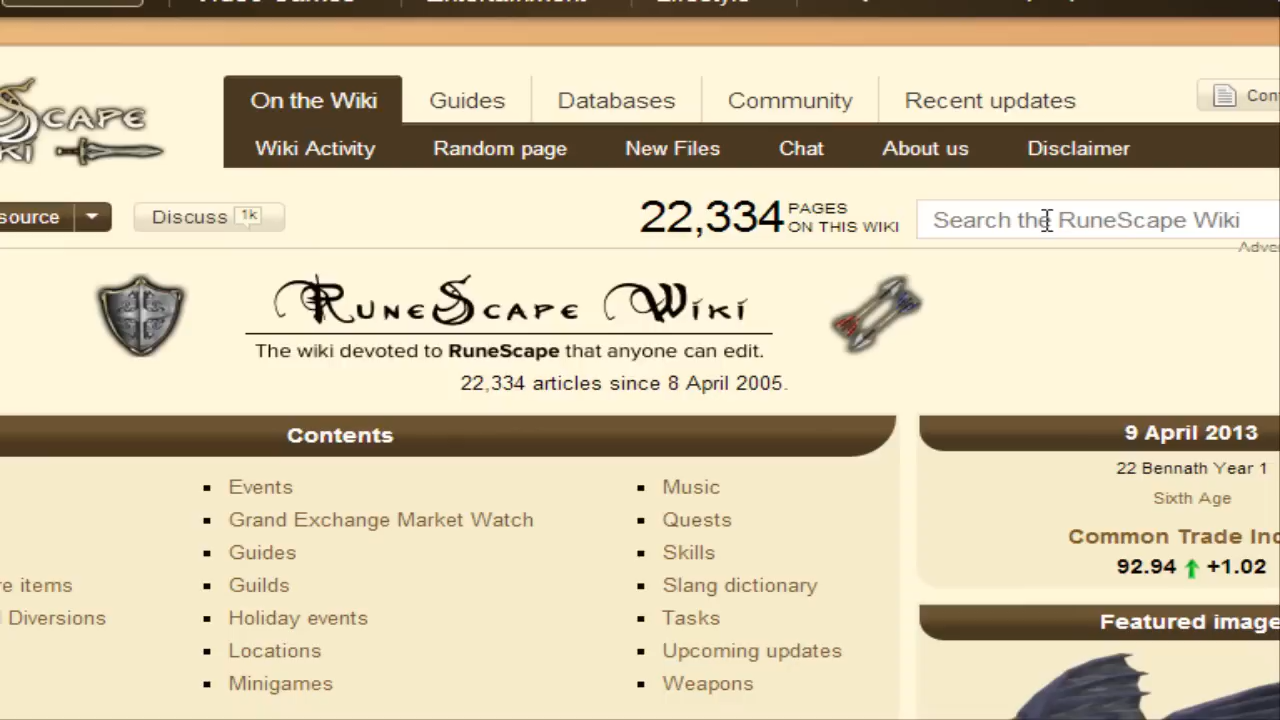 On the Wiki
Guides
Databases
Community
Recent updates
Wiki Activity
Random page
New Files
Chat
About us
Disclaimer
Discuss 1k
22,334 PAGES
ON THIS WIKI
Search the RuneScape Wiki
RuneScape Wiki
The wiki devoted to RuneScape that anyone can edit.
22,334 articles since 8 April 2005.
Contents
Events
Grand Exchange Market Watch
Guides
Guilds
Holiday events
Locations
Minigames
Music
Quests
Skills
Slang dictionary
Tasks
Upcoming updates
Weapons
items
Diversions
9 April 2013
22 Bennath Year 1
Sixth Age
Common Trade
92.94 +1.02
Featured image